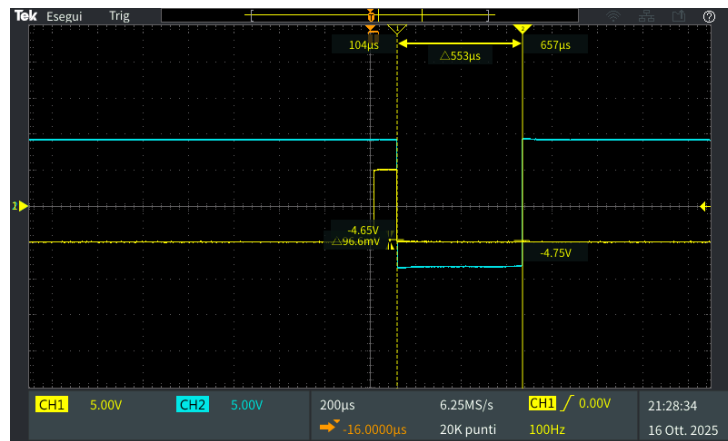 Tek Esegui Trig
104μs
657μs
△553μs
-4.65V
△96.6mV
-4.75V
CH1 5.00V CH2 5.00V
200μs 6.25MS/s CH1 0.00V
-16.0000μs 20K punti 100Hz
21:28:34
16 Ott. 2025